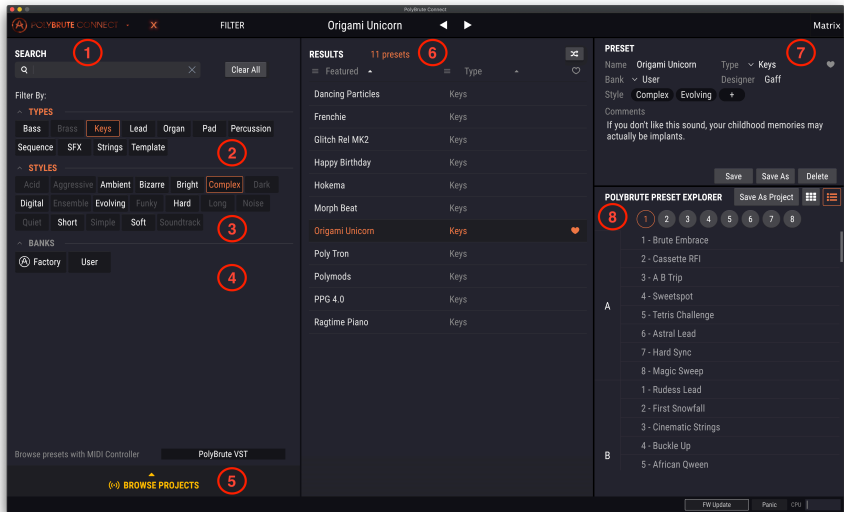 PolyBrute Connect
POLYBRUTE CONNECT
X
FILTER
Origami Unicorn
Matrix
SEARCH
1
Clear All
Filter By:
TYPES
Bass Brass Keys Lead Organ Pad Percussion
Sequence SFX Strings Template
2
STYLES
Acid Aggressive Ambient Bizarre Bright Complex Dark
Digital Ensemble Evolving Funky Hard Long Noise
Quiet Short Simple Soft Soundtrack
3
BANKS
Factory User
4
Browse presets with MIDI Controller PolyBrute VST
BROWSE PROJECTS
5
RESULTS 11 presets
6
Featured Type
Dancing Particles Keys
Frenchie Keys
Glitch Rel MK2 Keys
Happy Birthday Keys
Hokema Keys
Morph Beat Keys
Origami Unicorn Keys
Poly Tron Keys
Polymods Keys
PPG 4.0 Keys
Ragtime Piano Keys
PRESET
7
Name Origami Unicorn Type Keys
Bank User Designer Gaff
Style Complex Evolving +
Comments
If you don't like this sound, your childhood memories may
actually be implants.
Save Save As Delete
POLYBRUTE PRESET EXPLORER Save As Project
8
1 2 3 4 5 6 7 8
A
1 - Brute Embrace
2 - Cassette RFI
3 - A B Trip
4 - Sweetspot
5 - Tetris Challenge
6 - Astral Lead
7 - Hard Sync
8 - Magic Sweep
B
1 - Rudess Lead
2 - First Snowfall
3 - Cinematic Strings
4 - Buckle Up
5 - African Qween
FW Update Panic CPU